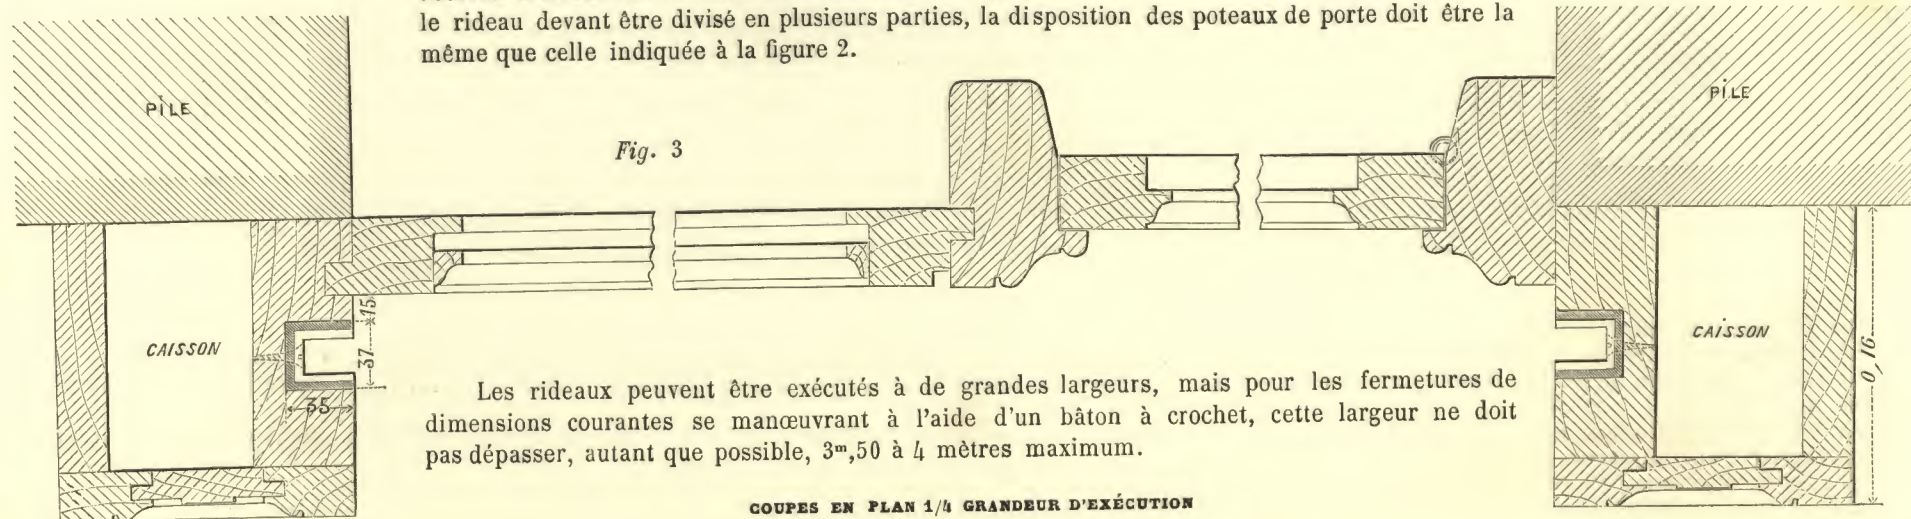 le rideau devant être divisé en plusieurs parties, la disposition des poteaux de porte doit être la
même que celle indiquée à la figure 2.
PILE
PILE
Fig. 3
CAISSON
15
37
35
CAISSON
0,16
Les rideaux peuvent être exécutés à de grandes largeurs, mais pour les fermetures de
dimensions courantes se manœuvrant à l'aide d'un bâton à crochet, cette largeur ne doit
pas dépasser, autant que possible, 3ᵐ,50 à 4 mètres maximum.
COUPES EN PLAN 1/4 GRANDEUR D'EXÉCUTION